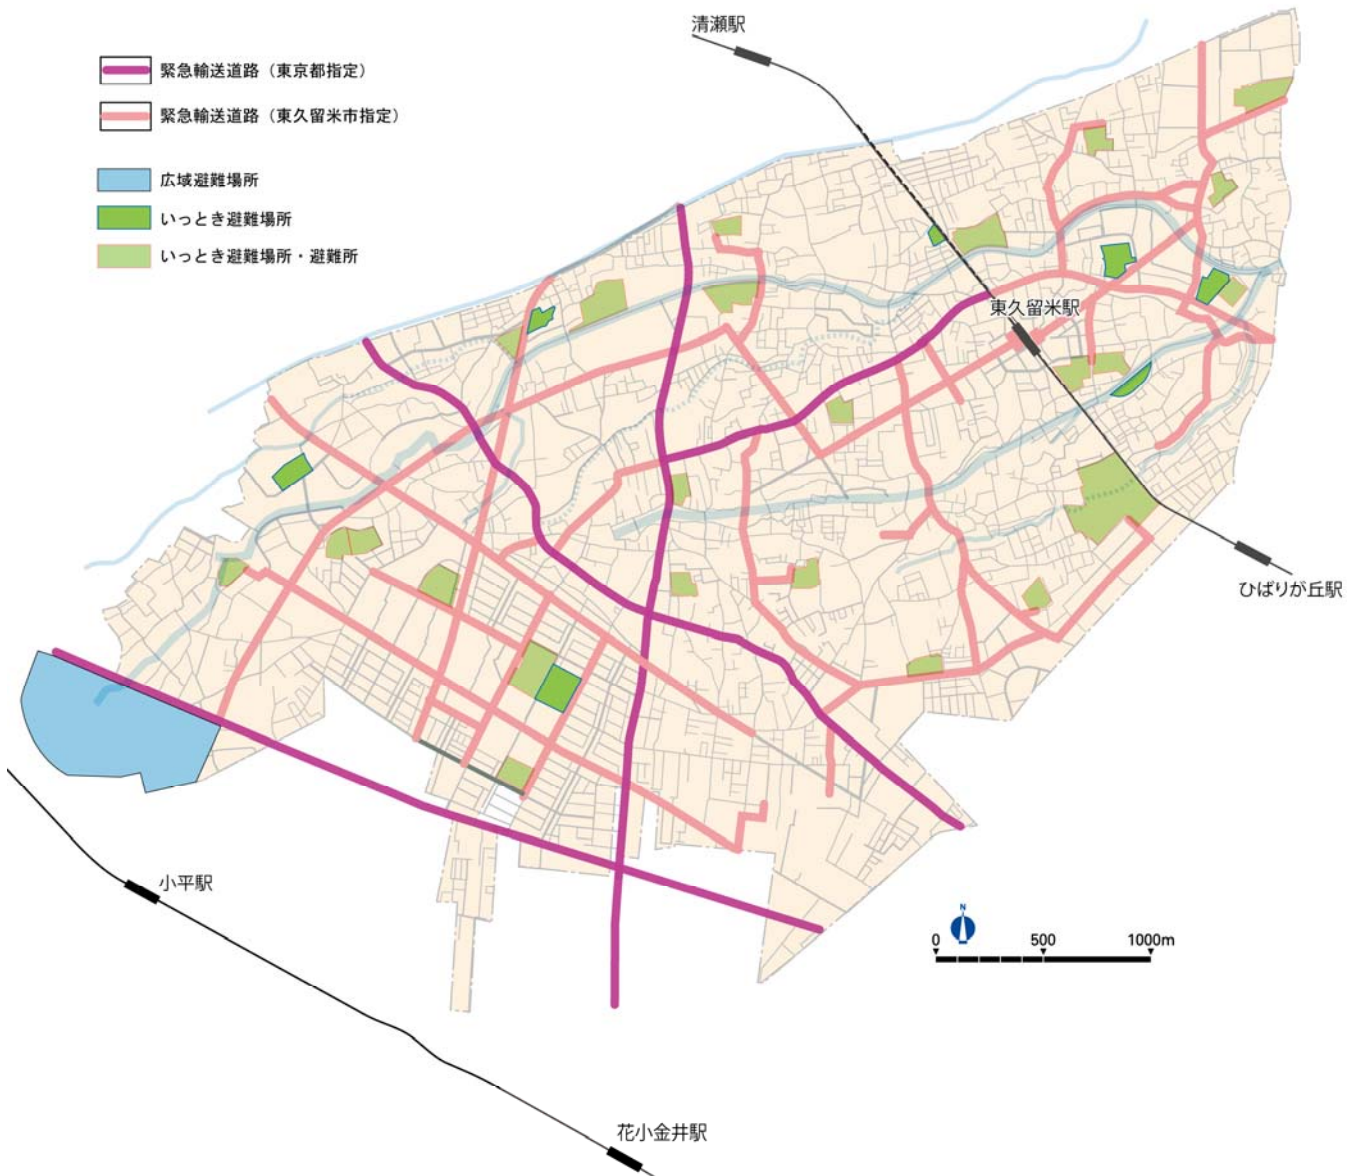 清瀬駅
緊急輸送道路（東京都指定）
緊急輸送道路（東久留米市指定）
広域避難場所
いっとき避難場所
いっとき避難場所・避難所
東久留米駅
ひばりが丘駅
小平駅
N
0 500 1000m
花小金井駅